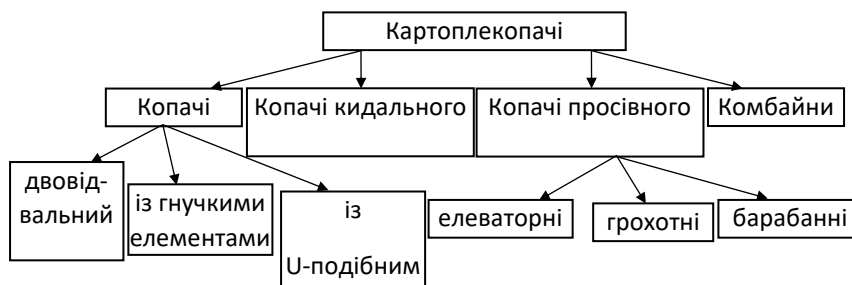 Картоплекопачі
Копачі
Копачі кидального
Копачі просівного
Комбайни
двовід-
вальний
із гнучкими
елементами
із
U-подібним
елеваторні
грохотні
барабанні